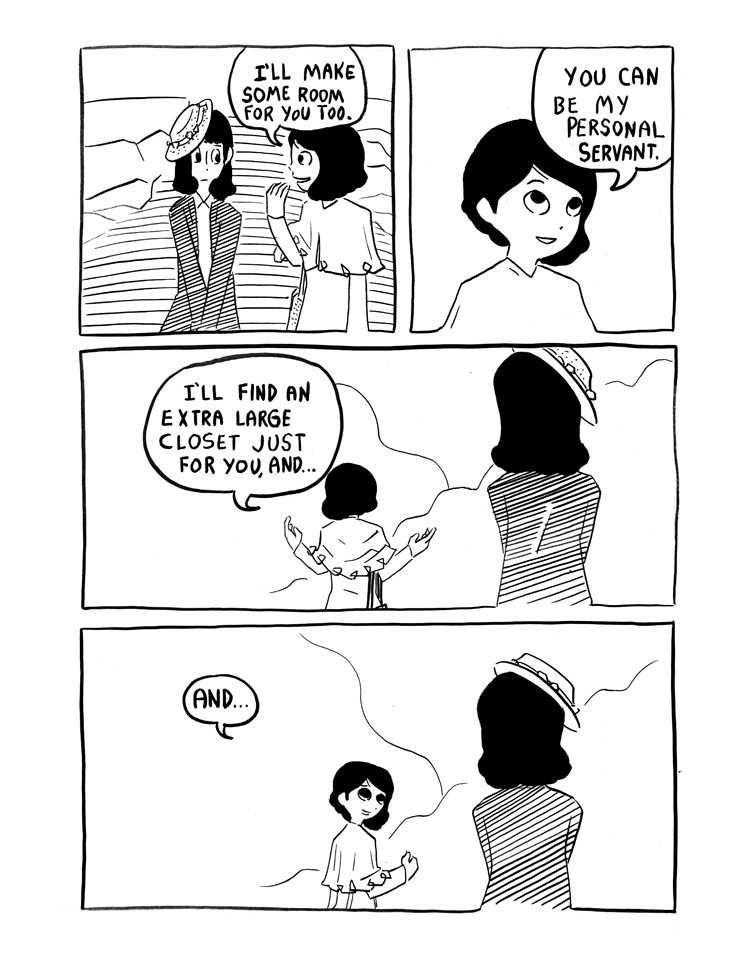 I'LL MAKE
SOME ROOM
FOR YOU TOO.
YOU CAN
BE MY
PERSONAL
SERVANT.
I'LL FIND AN
EXTRA LARGE
CLOSET JUST
FOR YOU, AND...
AND...